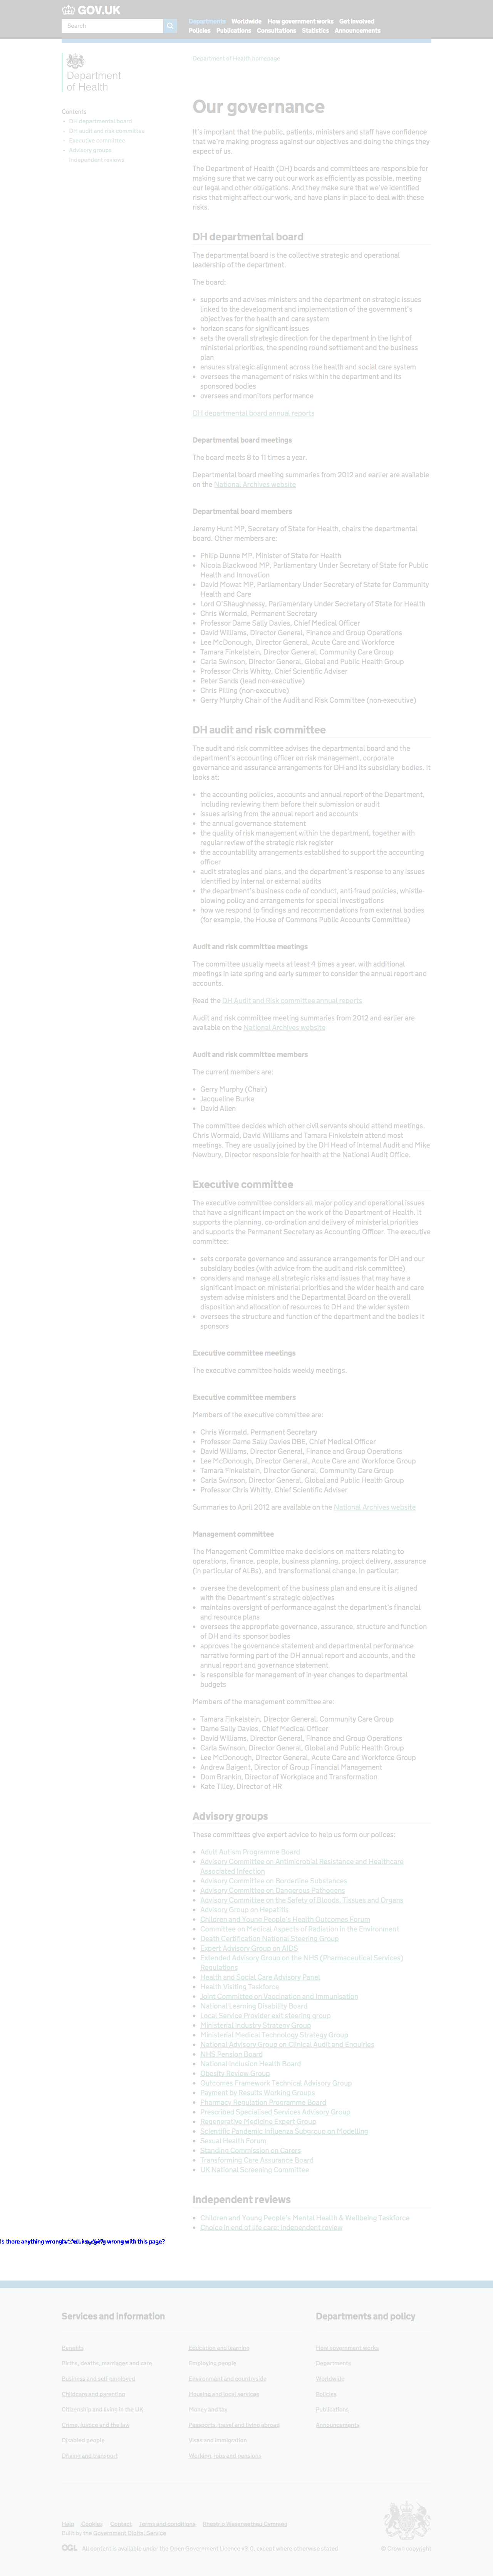 GOV.UK
Search
Departments Worldwide How government works Get involved
Policies Publications Consultations Statistics Announcements
Department
of Health
Department of Health homepage
Contents
DH departmental board
DH audit and risk committee
Executive committee
Advisory groups
Independent reviews
Our governance
It's important that the public, patients, ministers and staff have confidence
that we're making progress against our objectives and doing the things they
expect of us.
The Department of Health (DH) boards and committees are responsible for
making sure that we carry out our work as efficiently as possible, meeting
our legal and other obligations. And they make sure that we've identified
risks that might affect our work, and have plans in place to deal with these
risks.
DH departmental board
The departmental board is the collective strategic and operational
leadership of the department.
The board:
supports and advises ministers and the department on strategic issues
linked to the development and implementation of the government's
objectives for the health and care system
horizon scans for significant issues
sets the overall strategic direction for the department in the light of
ministerial priorities, the spending round settlement and the business
plan
ensures strategic alignment across the health and social care system
oversees the management of risks within the department and its
sponsored bodies
oversees and monitors performance
DH departmental board annual reports
Departmental board meetings
The board meets 8 to 11 times a year.
Departmental board meeting summaries from 2012 and earlier are available
on the National Archives website
Departmental board members
Jeremy Hunt MP, Secretary of State for Health, chairs the departmental
board. Other members are:
Philip Dunne MP, Minister of State for Health
Nicola Blackwood MP, Parliamentary Under Secretary of State for Public
Health and Innovation
David Mowat MP, Parliamentary Under Secretary of State for Community
Health and Care
Lord O'Shaughnessy, Parliamentary Under Secretary of State for Health
Chris Wormald, Permanent Secretary
Professor Dame Sally Davies, Chief Medical Officer
David Williams, Director General, Finance and Group Operations
Lee McDonough, Director General, Acute Care and Workforce
Tamara Finkelstein, Director General, Community Care Group
Carla Swinson, Director General, Global and Public Health Group
Professor Chris Whitty, Chief Scientific Adviser
Peter Sands (lead non-executive)
Chris Pilling (non-executive)
Gerry Murphy Chair of the Audit and Risk Committee (non-executive)
DH audit and risk committee
The audit and risk committee advises the departmental board and the
department's accounting officer on risk management, corporate
governance and assurance arrangements for DH and its subsidiary bodies. It
looks at:
the accounting policies, accounts and annual report of the Department,
including reviewing them before their submission or audit
issues arising from the annual report and accounts
the annual governance statement
the quality of risk management within the department, together with
regular review of the strategic risk register
the accountability arrangements established to support the accounting
officer
audit strategies and plans, and the department's response to any issues
identified by internal or external audits
the department's business code of conduct, anti-fraud policies, whistle-
blowing policy and arrangements for special investigations
how we respond to findings and recommendations from external bodies
(for example, the House of Commons Public Accounts Committee)
Audit and risk committee meetings
The committee usually meets at least 4 times a year, with additional
meetings in late spring and early summer to consider the annual report and
accounts.
Read the DH Audit and Risk committee annual reports
Audit and risk committee meeting summaries from 2012 and earlier are
available on the National Archives website
Audit and risk committee members
The current members are:
Gerry Murphy (Chair)
Jacqueline Burke
David Allen
The committee decides which other civil servants should attend meetings.
Chris Wormald, David Williams and Tamara Finkelstein attend most
meetings. They are usually joined by the DH Head of Internal Audit and Mike
Newbury, Director responsible for health at the National Audit Office.
Executive committee
The executive committee considers all major policy and operational issues
that have a significant impact on the work of the Department of Health. It
supports the planning, co-ordination and delivery of ministerial priorities
and supports the Permanent Secretary as Accounting Officer. The executive
committee:
sets corporate governance and assurance arrangements for DH and our
subsidiary bodies (with advice from the audit and risk committee)
considers and manage all strategic risks and issues that may have a
significant impact on ministerial priorities and the wider health and care
system advise ministers and the Departmental Board on the overall
disposition and allocation of resources to DH and the wider system
oversees the structure and function of the department and the bodies it
sponsors
Executive committee meetings
The executive committee holds weekly meetings.
Executive committee members
Members of the executive committee are:
Chris Wormald, Permanent Secretary
Professor Dame Sally Davies DBE, Chief Medical Officer
David Williams, Director General, Finance and Group Operations
Lee McDonough, Director General, Acute Care and Workforce Group
Tamara Finkelstein, Director General, Community Care Group
Carla Swinson, Director General, Global and Public Health Group
Professor Chris Whitty, Chief Scientific Adviser
Summaries to April 2012 are available on the National Archives website
Management committee
The Management Committee make decisions on matters relating to
operations, finance, people, business planning, project delivery, assurance
(in particular of ALBs), and transformational change. In particular:
oversee the development of the business plan and ensure it is aligned
with the Department's strategic objectives
maintains oversight of performance against the department's financial
and resource plans
oversees the appropriate governance, assurance, structure and function
of DH and its sponsor bodies
approves the governance statement and departmental performance
narrative forming part of the DH annual report and accounts, and the
annual report and governance statement
is responsible for management of in-year changes to departmental
budgets
Members of the management committee are:
Tamara Finkelstein, Director General, Community Care Group
Dame Sally Davies, Chief Medical Officer
David Williams, Director General, Finance and Group Operations
Carla Swinson, Director General, Global and Public Health Group
Lee McDonough, Director General, Acute Care and Workforce Group
Andrew Baigent, Director of Group Financial Management
Dom Brankin, Director of Workplace and Transformation
Kate Tilley, Director of HR
Advisory groups
These committees give expert advice to help us form our polices:
Adult Autism Programme Board
Advisory Committee on Antimicrobial Resistance and Healthcare
Associated Infection
Advisory Committee on Borderline Substances
Advisory Committee on Dangerous Pathogens
Advisory Committee on the Safety of Bloods, Tissues and Organs
Advisory Group on Hepatitis
Children and Young People's Health Outcomes Forum
Committee on Medical Aspects of Radiation in the Environment
Death Certification National Steering Group
Expert Advisory Group on AIDS
Extended Advisory Group on the NHS (Pharmaceutical Services)
Regulations
Health and Social Care Advisory Panel
Health Visiting Taskforce
Joint Committee on Vaccination and Immunisation
National Learning Disability Board
Local Service Provider exit steering group
Ministerial Industry Strategy Group
Ministerial Medical Technology Strategy Group
National Advisory Group on Clinical Audit and Enquiries
NHS Pension Board
National Inclusion Health Board
Obesity Review Group
Outcomes Framework Technical Advisory Group
Payment by Results Working Groups
Pharmacy Regulation Programme Board
Prescribed Specialised Services Advisory Group
Regenerative Medicine Expert Group
Scientific Pandemic Influenza Subgroup on Modelling
Sexual Health Forum
Standing Commission on Carers
Transforming Care Assurance Board
UK National Screening Committee
Independent reviews
Children and Young People's Mental Health & Wellbeing Taskforce
Choice in end of life care: independent review
Is there anything wrong with this page?
Services and information
Departments and policy
Benefits
Births, deaths, marriages and care
Business and self-employed
Childcare and parenting
Citizenship and living in the UK
Crime, justice and the law
Disabled people
Driving and transport
Education and learning
Employing people
Environment and countryside
Housing and local services
Money and tax
Passports, travel and living abroad
Visas and immigration
Working, jobs and pensions
How government works
Departments
Worldwide
Policies
Publications
Announcements
Help Cookies Contact Terms and conditions Rhestr o Wasanaethau Cymraeg
Built by the Government Digital Service
OGL All content is available under the Open Government Licence v3.0, except where otherwise stated
© Crown copyright